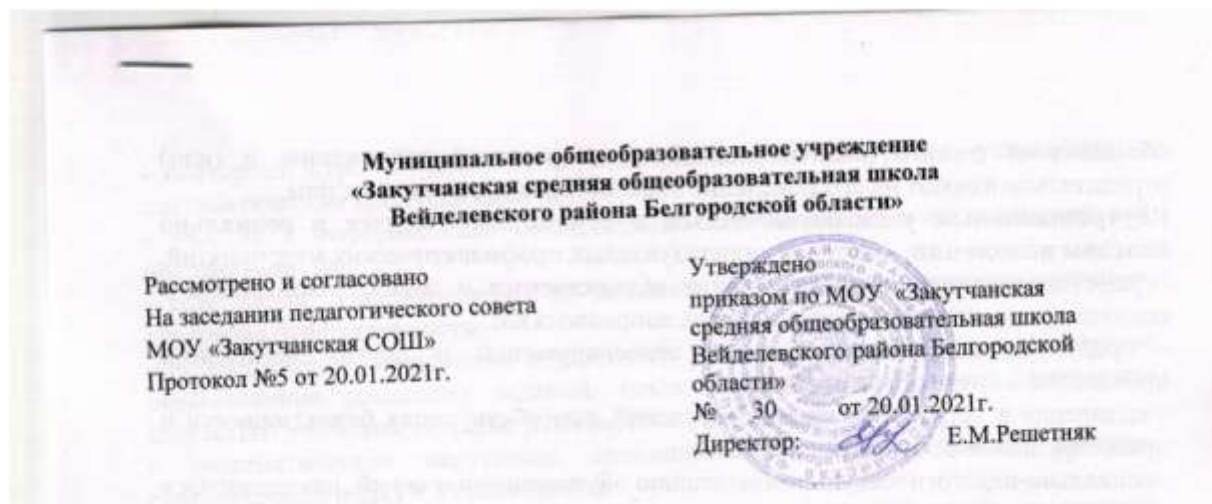 Муниципальное общеобразовательное учреждение
«Закутчанская средняя общеобразовательная школа
Вейделевского района Белгородской области»
Рассмотрено и согласовано
На заседании педагогического совета
МОУ «Закутчанская СОШ»
Протокол №5 от 20.01.2021г.
Утверждено
приказом по МОУ «Закутчанская
средняя общеобразовательная школа
Вейделевского района Белгородской
области»
№ 30 от 20.01.2021г.
Директор: Е.М.Решетняк